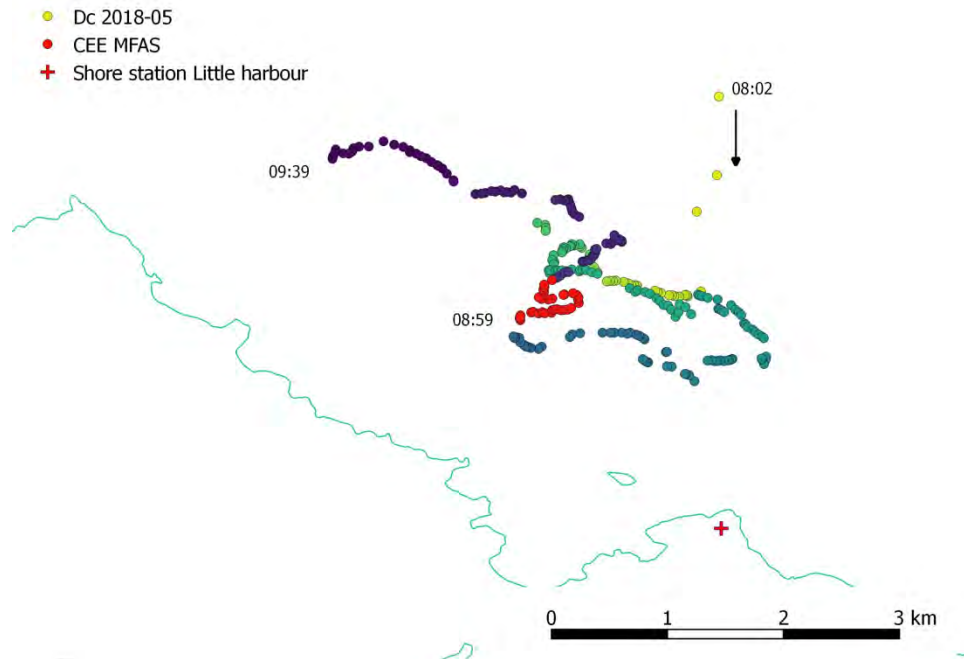 Dc 2018-05
CEE MFAS
Shore station Little harbour
08:02
09:39
08:59
0 1 2 3 km